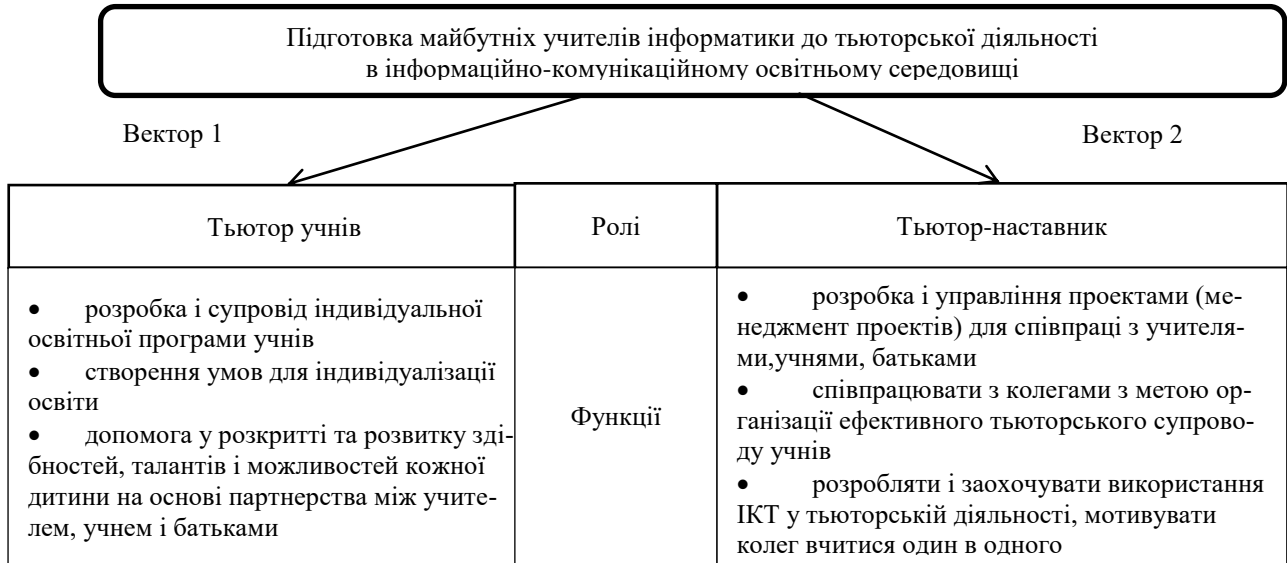 Підготовка майбутніх учителів інформатики до тьюторської діяльності
в інформаційно-комунікаційному освітньому середовищі
Вектор 1
Вектор 2
Тьютор учнів
Ролі
Тьютор-наставник
• розробка і супровід індивідуальної
освітньої програми учнів
• створення умов для індивідуалізації
освіти
• допомога у розкритті та розвитку зді-
бностей, талантів і можливостей кожної
дитини на основі партнерства між учите-
лем, учнем і батьками
Функції
• розробка і управління проектами (ме-
неджмент проектів) для співпраці з учителя-
ми,учнями, батьками
• співпрацювати з колегами з метою ор-
ганізації ефективного тьюторського супрово-
ду учнів
• розробляти і заохочувати використання
ІКТ у тьюторській діяльності, мотивувати
колег вчитися один в одного